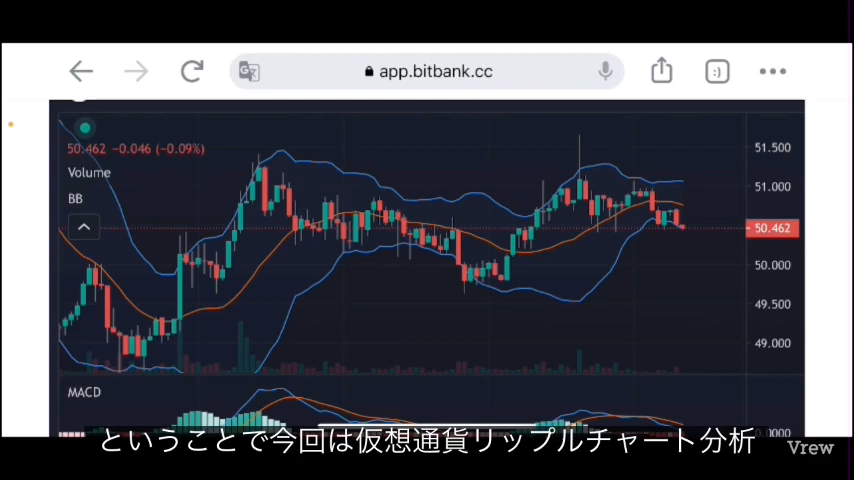 app.bitbank.cc
50.462 −0.046 (−0.09%)
Volume
BB
51.500
51.000
50.462
50.000
49.500
49.000
MACD
0.0000
ということで今回は仮想通貨リップルチャート分析
Vrew